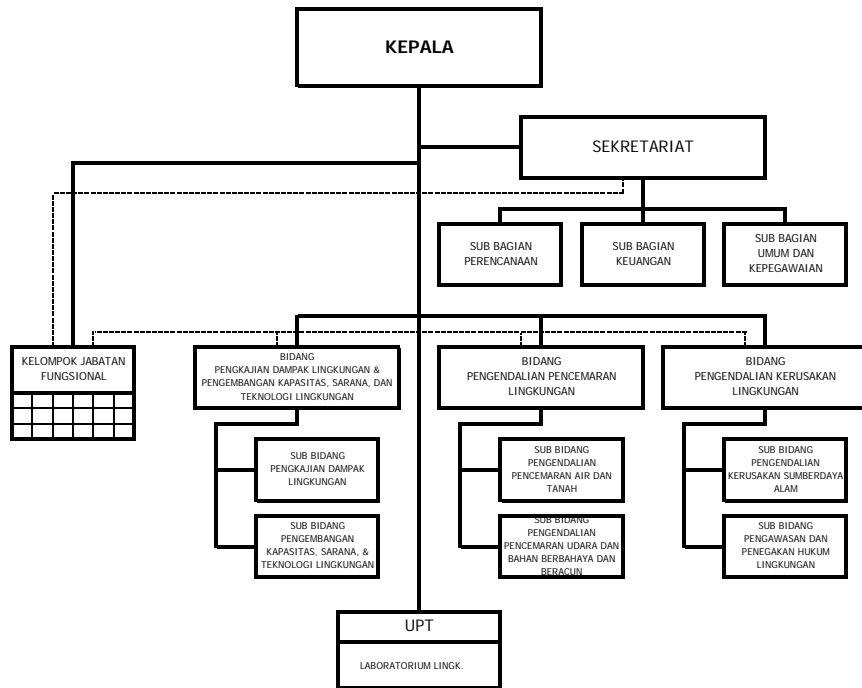 KEPALA
SEKRETARIAT
SUB BAGIAN
PERENCANAAN
SUB BAGIAN
KEUANGAN
SUB BAGIAN
UMUM DAN
KEPEGAWAIAN
KELOMPOK JABATAN
FUNGSIONAL
BIDANG
PENGKAJIAN DAMPAK LINGKUNGAN &
PENGEMBANGAN KAPASITAS, SARANA, DAN
TEKNOLOGI LINGKUNGAN
BIDANG
PENGENDALIAN PENCEMARAN
LINGKUNGAN
BIDANG
PENGENDALIAN KERUSAKAN
LINGKUNGAN
SUB BIDANG
PENGKAJIAN DAMPAK
LINGKUNGAN
SUB BIDANG
PENGENDALIAN
PENCEMARAN AIR DAN
TANAH
SUB BIDANG
PENGENDALIAN
KERUSAKAN SUMBERDAYA
ALAM
SUB BIDANG
PENGEMBANGAN
KAPASITAS, SARANA, &
TEKNOLOGI LINGKUNGAN
SUB BIDANG
PENGENDALIAN
PENCEMARAN UDARA DAN
BAHAN BERBAHAYA DAN
BERACUN
SUB BIDANG
PENGAWASAN DAN
PENEGAKAN HUKUM
LINGKUNGAN
UPT
LABORATORIUM LINGK.